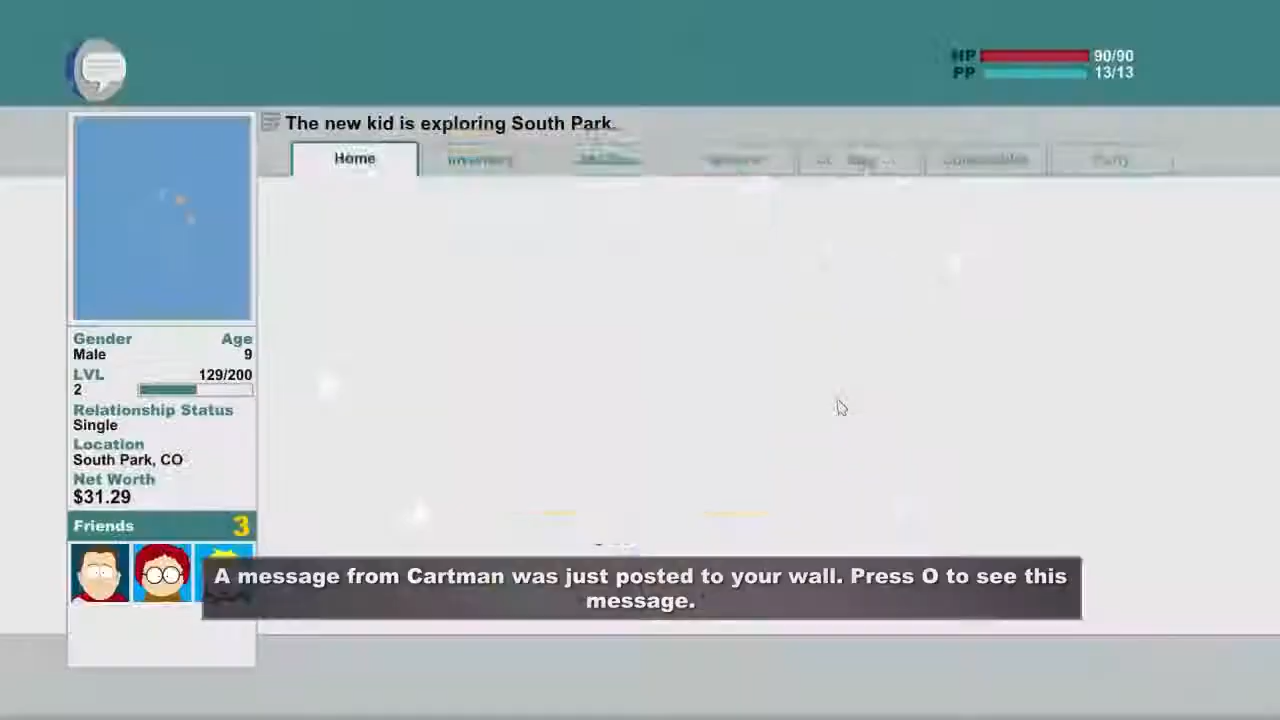 HP 90/90
PP 13/13
The new kid is exploring South Park.
Home Inventory
Gender Age
Male 9
LVL 129/200
2
Relationship Status
Single
Location
South Park, CO
Net Worth
$31.29
Friends 3
A message from Cartman was just posted to your wall. Press O to see this
message.